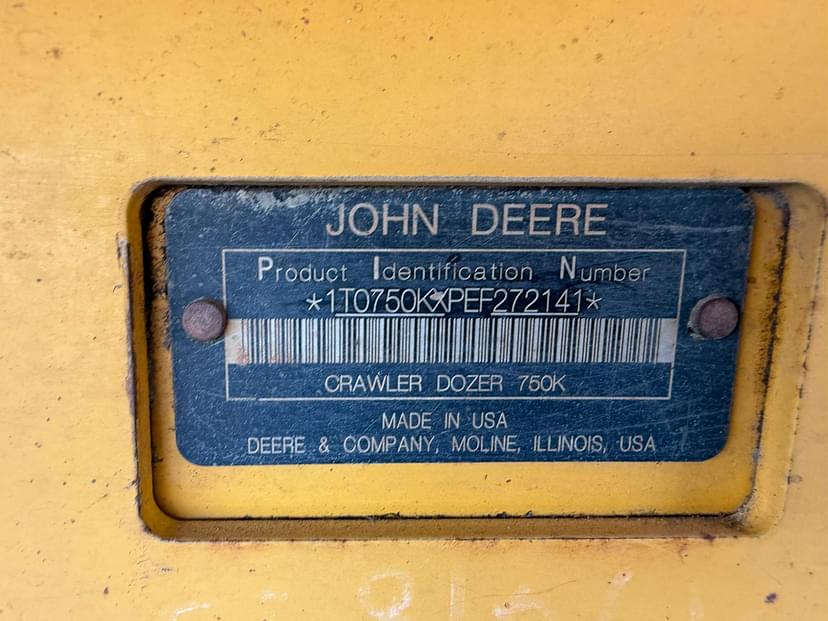 JOHN DEERE
Product Identification Number
*1T0750KXPEF272141*
CRAWLER DOZER 750K
MADE IN USA
DEERE & COMPANY, MOLINE, ILLINOIS, USA